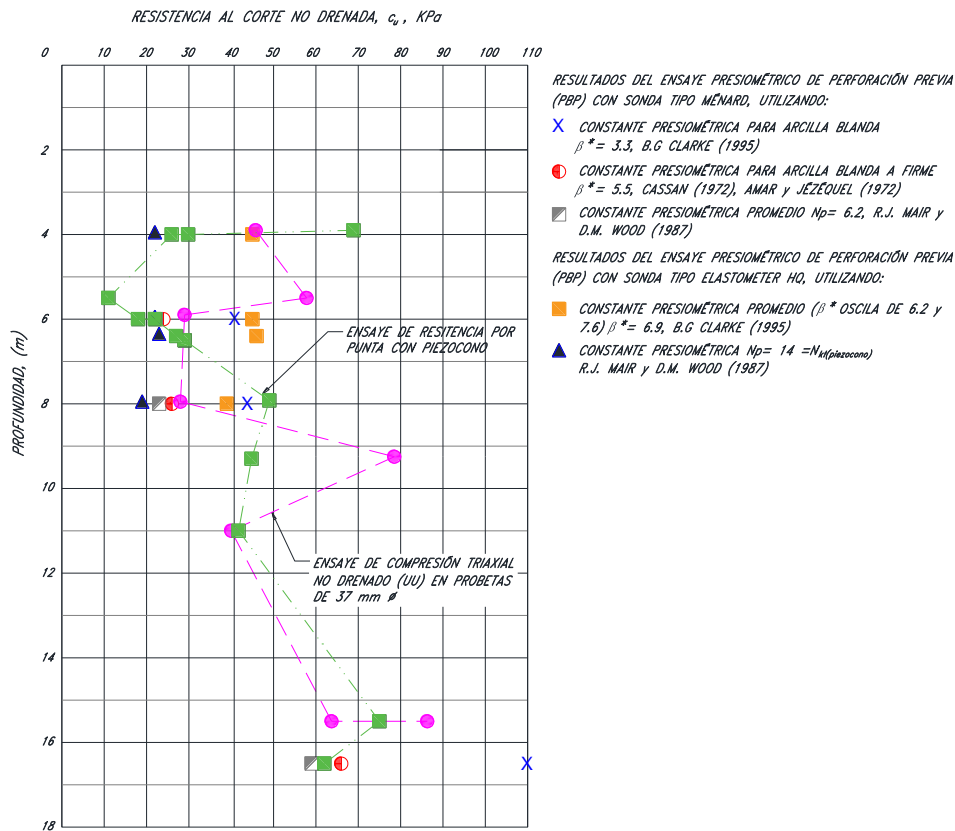 RESISTENCIA AL CORTE NO DRENADA, cu, KPa
0 10 20 30 40 50 60 70 80 90 100 110
2
4
6
8
10
12
14
16
18
PROFUNDIDAD, (m)
ENSAYE DE RESITENCIA POR
PUNTA CON PIEZOCONO
ENSAYE DE COMPRESIÓN TRIAXIAL
NO DRENADO (UU) EN PROBETAS
DE 37 mm ø
RESULTADOS DEL ENSAYE PRESIOMÉTRICO DE PERFORACIÓN PREVIA
(PBP) CON SONDA TIPO MÉNARD, UTILIZANDO:
X CONSTANTE PRESIOMÉTRICA PARA ARCILLA BLANDA
β*= 3.3, B.G CLARKE (1995)
CONSTANTE PRESIOMÉTRICA PARA ARCILLA BLANDA A FIRME
β*= 5.5, CASSAN (1972), AMAR y JÉZÉQUEL (1972)
CONSTANTE PRESIOMÉTRICA PROMEDIO Np= 6.2, R.J. MAIR y
D.M. WOOD (1987)
RESULTADOS DEL ENSAYE PRESIOMÉTRICO DE PERFORACIÓN PREVIA
(PBP) CON SONDA TIPO ELASTOMETER HQ, UTILIZANDO:
CONSTANTE PRESIOMÉTRICA PROMEDIO (β* OSCILA DE 6.2 y
7.6) β*= 6.9, B.G CLARKE (1995)
CONSTANTE PRESIOMÉTRICA Np= 14 =Nkt(piezocono)
R.J. MAIR y D.M. WOOD (1987)